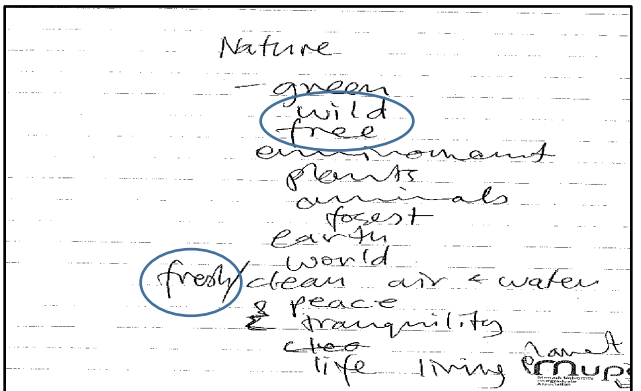 Nature
- green
wild
free
environment
plants
animals
forest
earth
world
fresh/clean air & water
& peace
tranquility
life living planet
mup